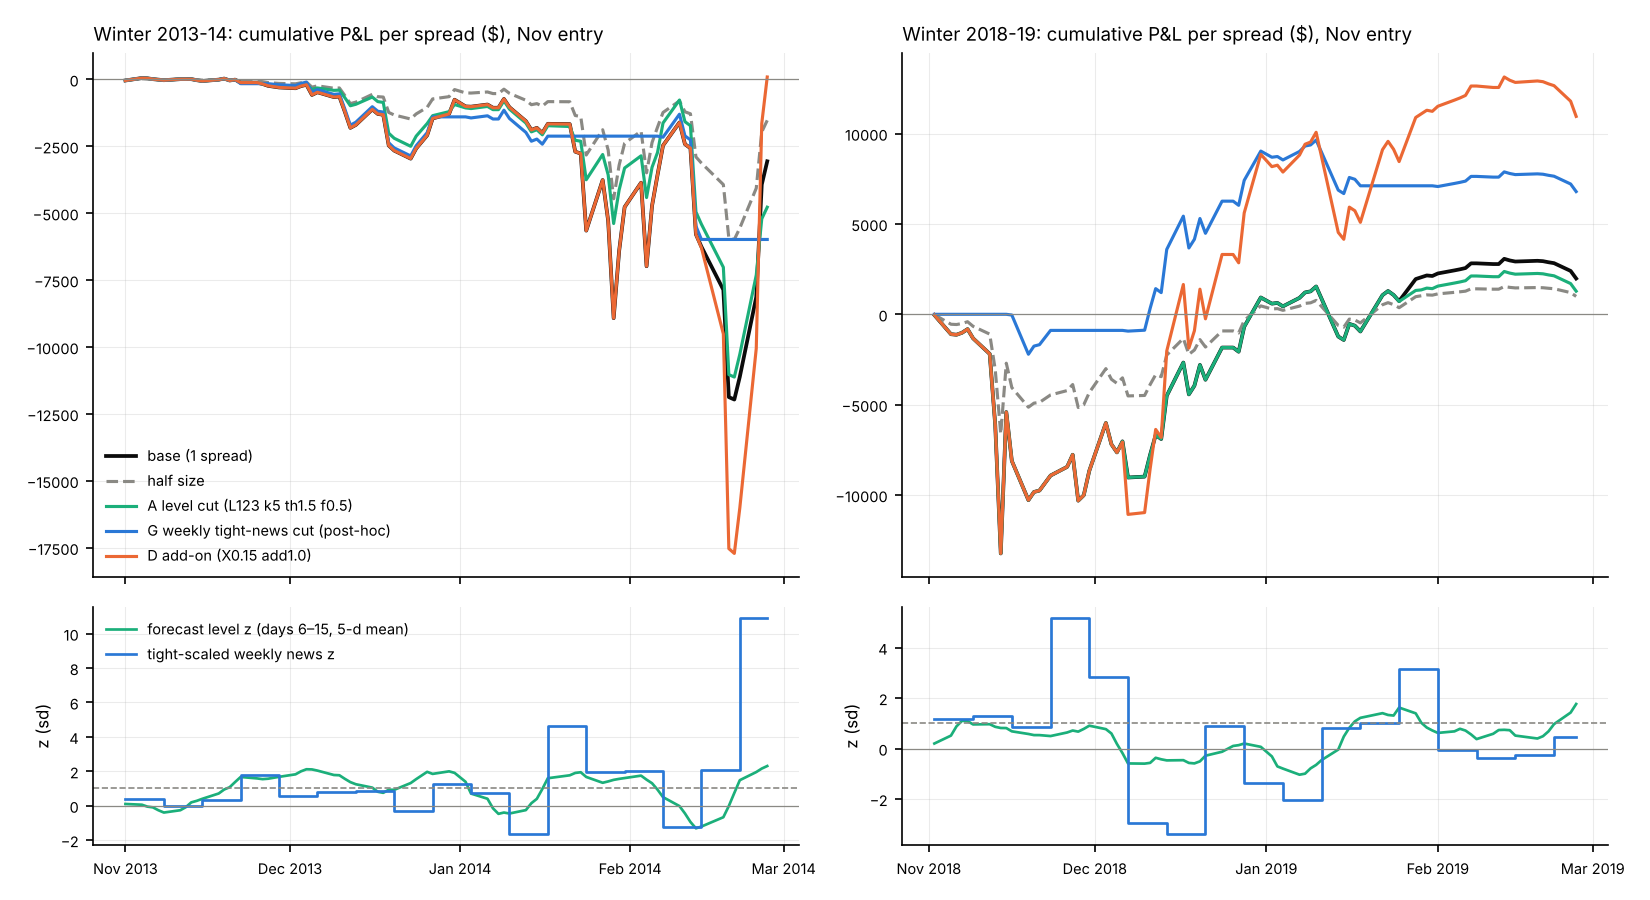 Winter 2013-14: cumulative P&L per spread ($), Nov entry
0
−2500
−5000
−7500
−10000
−12500
−15000
−17500
base (1 spread)
half size
A level cut (L123 k5 th1.5 f0.5)
G weekly tight-news cut (post-hoc)
D add-on (X0.15 add1.0)
Winter 2018-19: cumulative P&L per spread ($), Nov entry
10000
5000
0
−5000
−10000
z (sd)
10
8
6
4
2
0
−2
forecast level z (days 6–15, 5-d mean)
tight-scaled weekly news z
Nov 2013
Dec 2013
Jan 2014
Feb 2014
Mar 2014
z (sd)
4
2
0
−2
Nov 2018
Dec 2018
Jan 2019
Feb 2019
Mar 2019